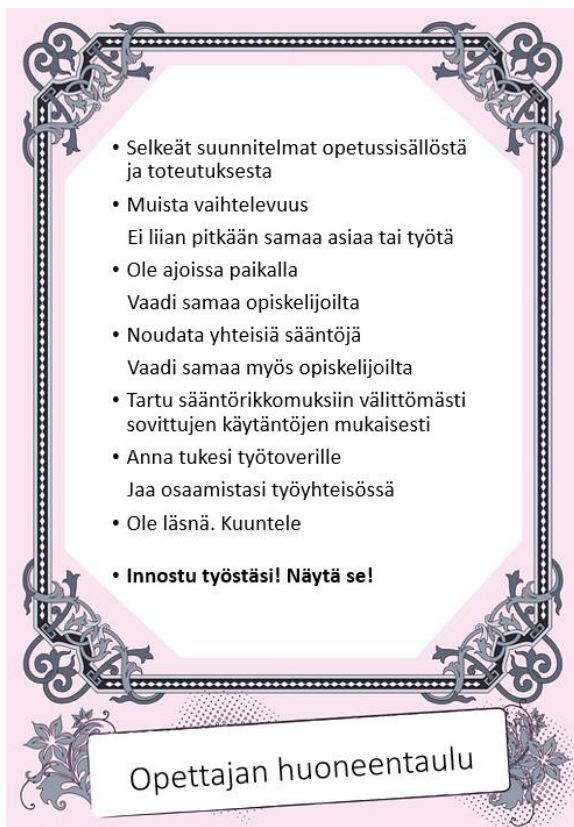 • Selkeät suunnitelmat opetussisällöstä
ja toteutuksesta
• Muista vaihtelevuus
Ei liian pitkään samaa asiaa tai työtä
• Ole ajoissa paikalla
Vaadi samaa opiskelijoilta
• Noudata yhteisiä sääntöjä
Vaadi samaa myös opiskelijoilta
• Tartu sääntörikkomuksiin välittömästi
sovittujen käytäntöjen mukaisesti
• Anna tukesi työtoverille
Jaa osaamistasi työyhteisössä
• Ole läsnä. Kuuntele
• Innostu työstäsi! Näytä se!
Opettajan huoneentaulu